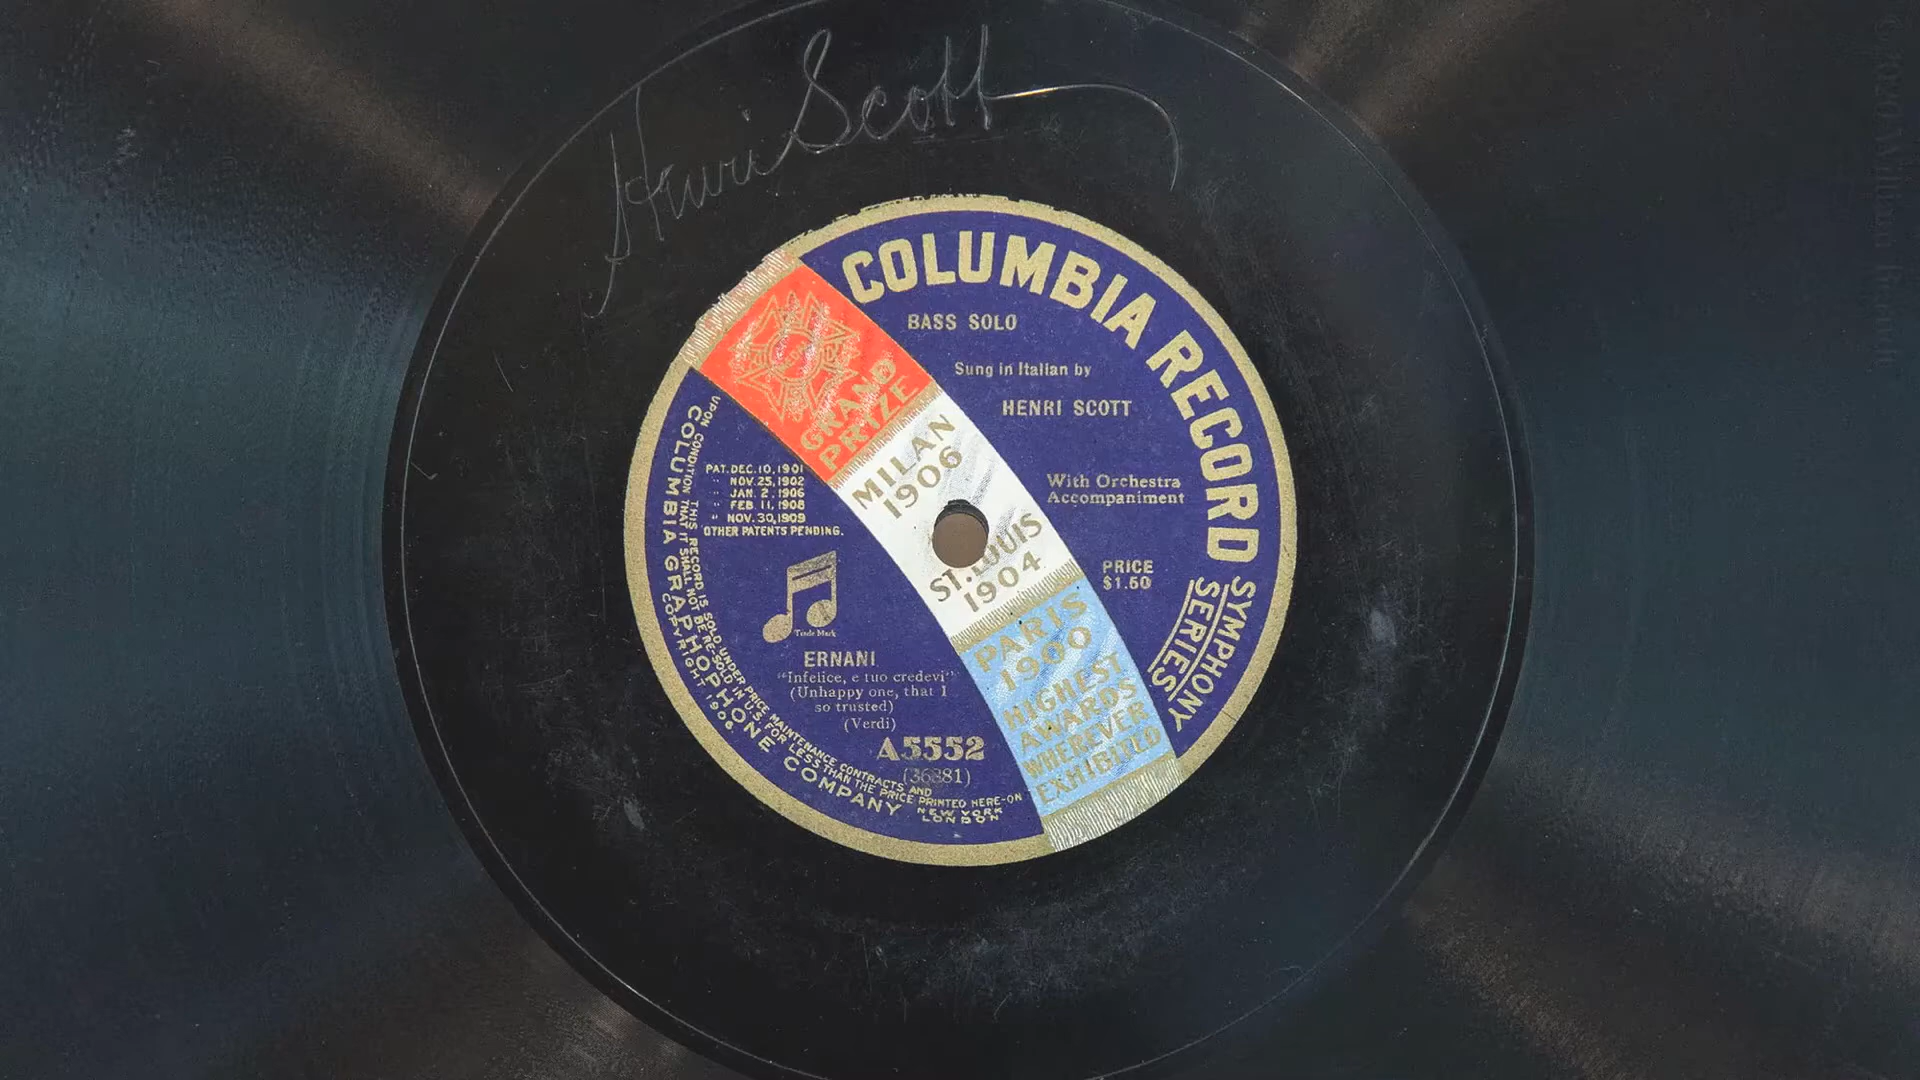 Henri Scott
COLUMBIA RECORD
SYMPHONY
SERIES
BASS SOLO
Sung in Italian by
HENRI SCOTT
With Orchestra
Accompaniment
PRICE
$1.50
GRAND
PRIZE
MILAN
1906
ST. LOUIS
1904
PARIS
1900
HIGHEST
AWARDS
WHEREVER
EXHIBITED
PAT. DEC. 10, 1901
" NOV. 25, 1902
" JAN. 2, 1906
" FEB. 11, 1908
" NOV. 30, 1909
OTHER PATENTS PENDING.
Trade Mark
ERNANI
"Infelice, e tuo credevi"
(Unhappy one, that I
so trusted)
(Verdi)
A5552
(36881)
UPON CONDITION THAT IT SHALL NOT BE RE-SOLD IN U.S. FOR LESS THAN THE PRICE PRINTED HERE-ON
THIS RECORD IS SOLD UNDER PRICE MAINTENANCE CONTRACTS AND
COLUMBIA GRAPHOPHONE COMPANY
NEW YORK
LONDON
COPYRIGHT 1908.